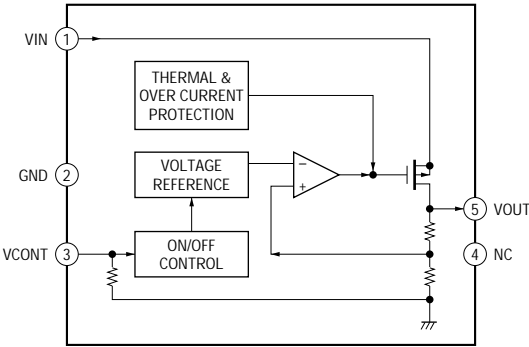 VIN 1
THERMAL &
OVER CURRENT
PROTECTION
GND 2
VOLTAGE
REFERENCE
−
+
5 VOUT
VCONT 3
ON/OFF
CONTROL
4 NC